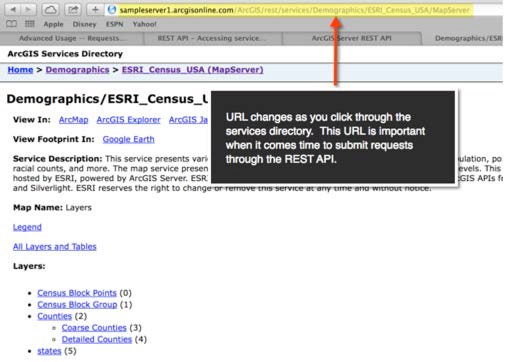 sampleserver1.arcgisonline.com/ArcGIS/rest/services/Demographics/ESRI_Census_USA/MapServer
Apple Disney ESPN Yahoo!
Advanced Usage — Requests... REST API - Accessing service... ArcGIS Server REST API Demographics/ESR
ArcGIS Services Directory
Home > Demographics > ESRI_Census_USA (MapServer)
Demographics/ESRI_Census_U
View In: ArcMap ArcGIS Explorer ArcGIS Ja
View Footprint In: Google Earth
URL changes as you click through the
services directory. This URL is important
when it comes time to submit requests
through the REST API.
Service Description: This service presents vari ulation, po
racial counts, and more. The map service presen evels. This
hosted by ESRI, powered by ArcGIS Server. ESR cGIS APIs f
and Silverlight. ESRI reserves the right to change or remove this service at any time and without notice.
Map Name: Layers
Legend
All Layers and Tables
Layers:
• Census Block Points (0)
• Census Block Group (1)
• Counties (2)
○ Coarse Counties (3)
○ Detailed Counties (4)
• states (5)